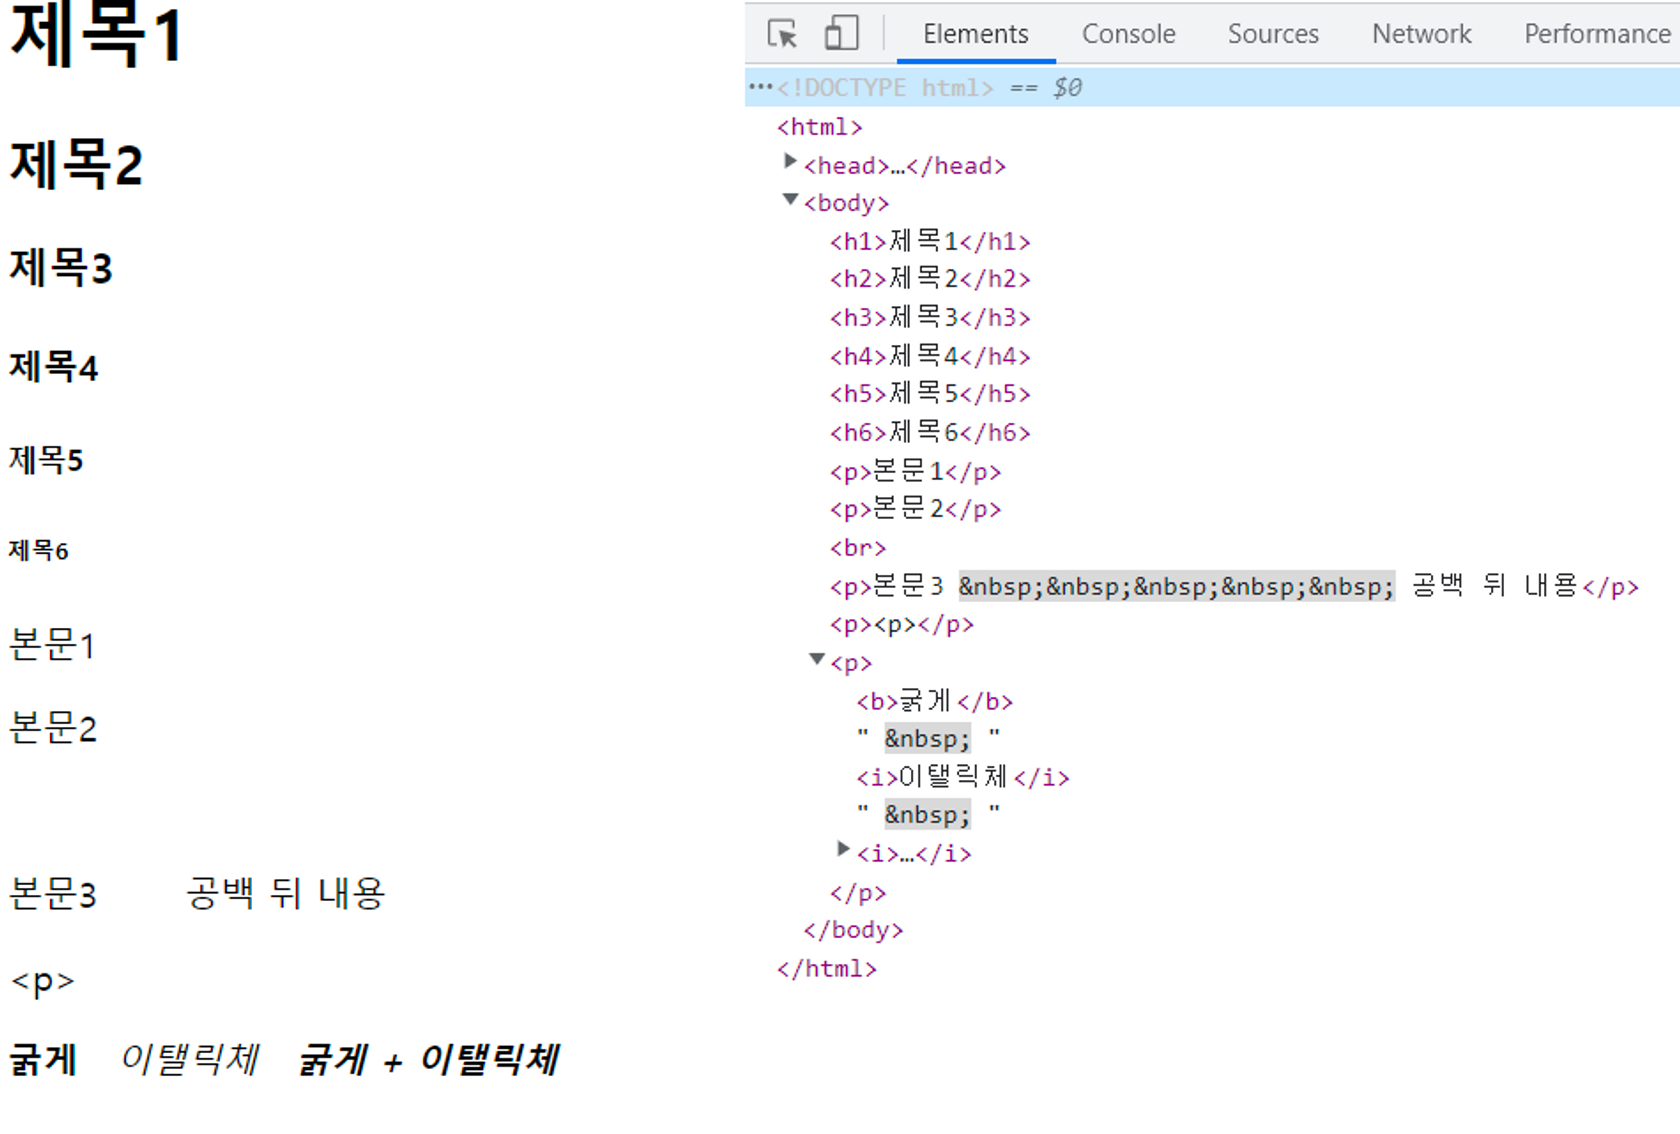 제목1
제목2
제목3
제목4
제목5
제목6
본문1
본문2
본문3     공백 뒤 내용
<p>
굵게   이탤릭체   굵게 + 이탤릭체
Elements Console Sources Network Performance
…<!DOCTYPE html> == $0
<html>
<head>…</head>
<body>
<h1>제목1</h1>
<h2>제목2</h2>
<h3>제목3</h3>
<h4>제목4</h4>
<h5>제목5</h5>
<h6>제목6</h6>
<p>본문1</p>
<p>본문2</p>
<br>
<p>본문3 &nbsp;&nbsp;&nbsp;&nbsp;&nbsp; 공백 뒤 내용</p>
<p><p></p>
<p>
<b>굵게</b>
" &nbsp; "
<i>이탤릭체</i>
" &nbsp; "
<i>…</i>
</p>
</body>
</html>